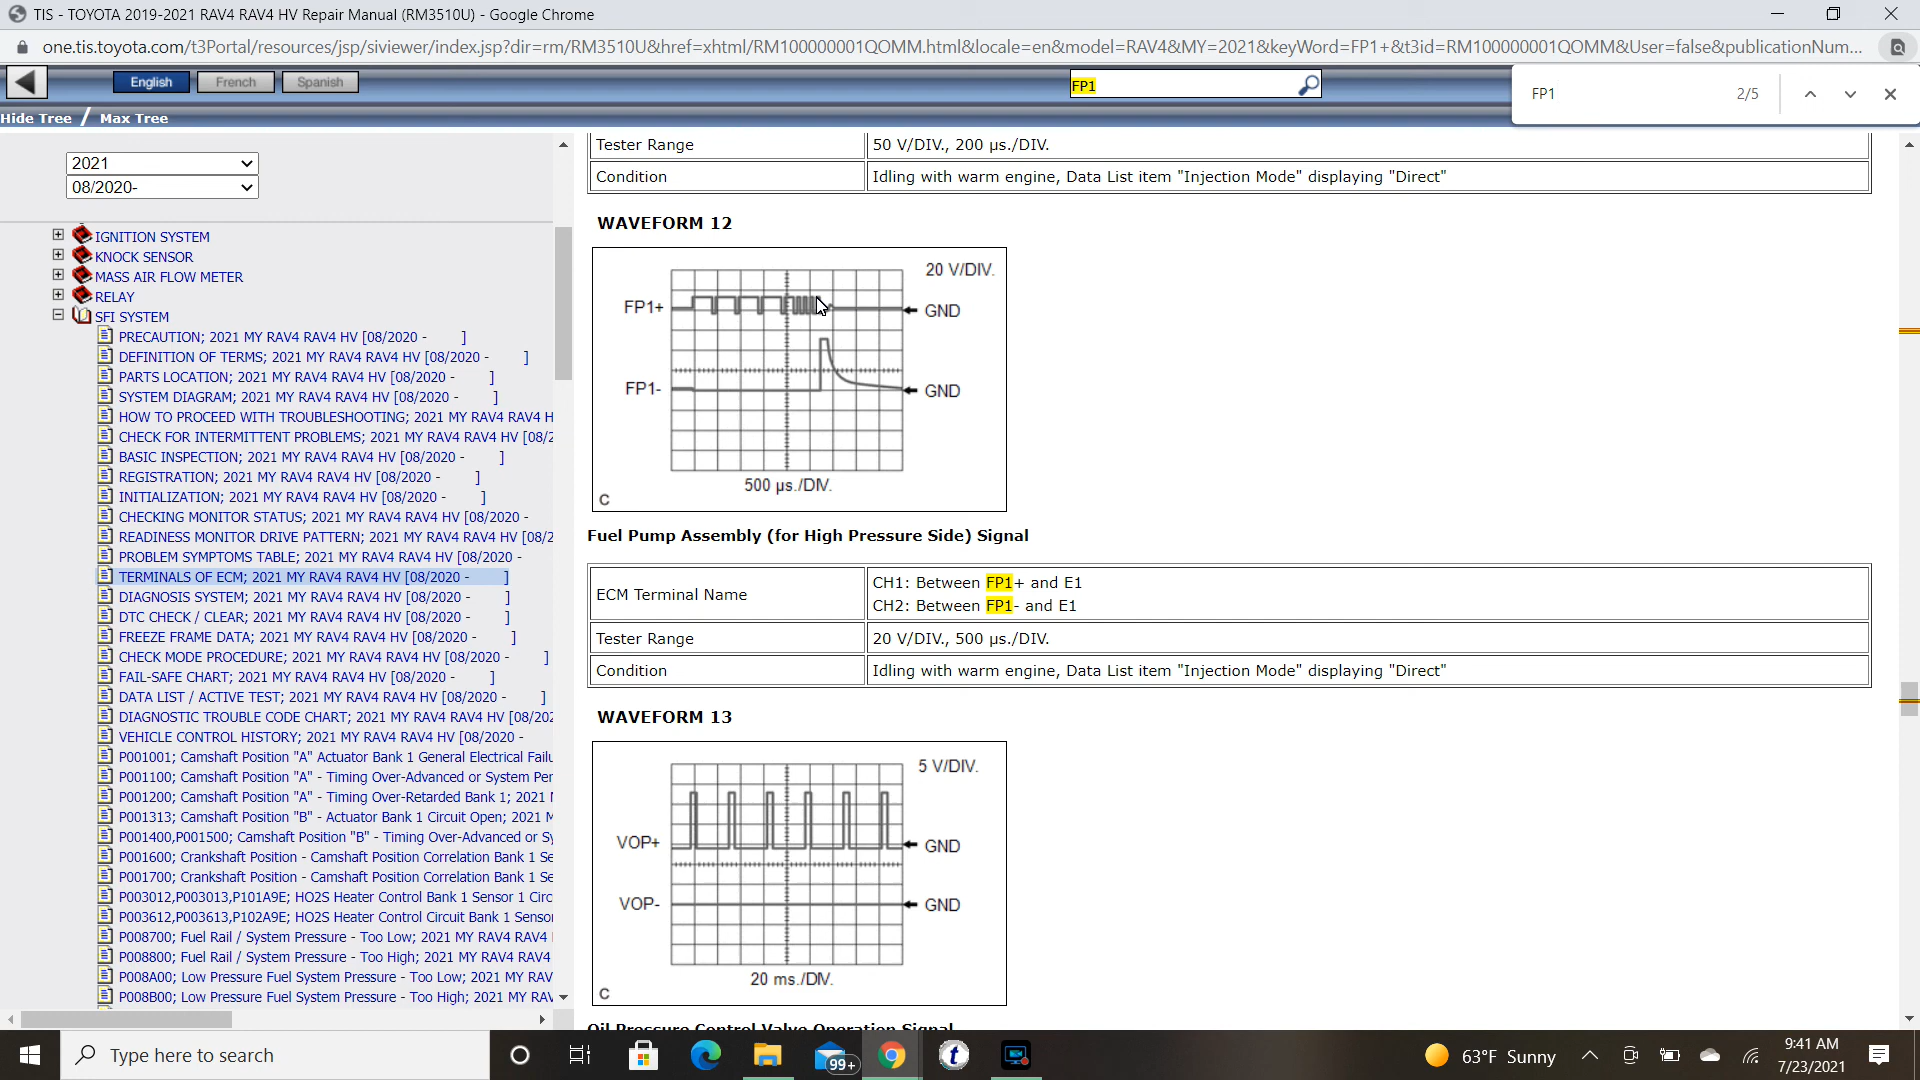 TIS - TOYOTA 2019-2021 RAV4 RAV4 HV Repair Manual (RM3510U) - Google Chrome
one.tis.toyota.com/t3Portal/resources/jsp/siviewer/index.jsp?dir=rm/RM3510U&href=xhtml/RM100000001QOMM.html&locale=en&model=RAV4&MY=2021&keyWord=FP1+&t3id=RM100000001QOMM&User=false&publicationNum...
English
French
Spanish
FP1
FP1
2/5
Hide Tree / Max Tree
2021
08/2020-
IGNITION SYSTEM
KNOCK SENSOR
MASS AIR FLOW METER
RELAY
SFI SYSTEM
PRECAUTION; 2021 MY RAV4 RAV4 HV [08/2020 - ]
DEFINITION OF TERMS; 2021 MY RAV4 RAV4 HV [08/2020 - ]
PARTS LOCATION; 2021 MY RAV4 RAV4 HV [08/2020 - ]
SYSTEM DIAGRAM; 2021 MY RAV4 RAV4 HV [08/2020 - ]
HOW TO PROCEED WITH TROUBLESHOOTING; 2021 MY RAV4 RAV4 H
CHECK FOR INTERMITTENT PROBLEMS; 2021 MY RAV4 RAV4 HV [08/2
BASIC INSPECTION; 2021 MY RAV4 RAV4 HV [08/2020 - ]
REGISTRATION; 2021 MY RAV4 RAV4 HV [08/2020 - ]
INITIALIZATION; 2021 MY RAV4 RAV4 HV [08/2020 - ]
CHECKING MONITOR STATUS; 2021 MY RAV4 RAV4 HV [08/2020 -
READINESS MONITOR DRIVE PATTERN; 2021 MY RAV4 RAV4 HV [08/2
PROBLEM SYMPTOMS TABLE; 2021 MY RAV4 RAV4 HV [08/2020 -
TERMINALS OF ECM; 2021 MY RAV4 RAV4 HV [08/2020 - ]
DIAGNOSIS SYSTEM; 2021 MY RAV4 RAV4 HV [08/2020 - ]
DTC CHECK / CLEAR; 2021 MY RAV4 RAV4 HV [08/2020 - ]
FREEZE FRAME DATA; 2021 MY RAV4 RAV4 HV [08/2020 - ]
CHECK MODE PROCEDURE; 2021 MY RAV4 RAV4 HV [08/2020 - ]
FAIL-SAFE CHART; 2021 MY RAV4 RAV4 HV [08/2020 - ]
DATA LIST / ACTIVE TEST; 2021 MY RAV4 RAV4 HV [08/2020 - ]
DIAGNOSTIC TROUBLE CODE CHART; 2021 MY RAV4 RAV4 HV [08/202
VEHICLE CONTROL HISTORY; 2021 MY RAV4 RAV4 HV [08/2020 -
P001001; Camshaft Position "A" Actuator Bank 1 General Electrical Failu
P001100; Camshaft Position "A" - Timing Over-Advanced or System Per
P001200; Camshaft Position "A" - Timing Over-Retarded Bank 1; 2021 M
P001313; Camshaft Position "B" - Actuator Bank 1 Circuit Open; 2021 M
P001400,P001500; Camshaft Position "B" - Timing Over-Advanced or Sy
P001600; Crankshaft Position - Camshaft Position Correlation Bank 1 Se
P001700; Crankshaft Position - Camshaft Position Correlation Bank 1 Se
P003012,P003013,P101A9E; HO2S Heater Control Bank 1 Sensor 1 Circ
P003612,P003613,P102A9E; HO2S Heater Control Circuit Bank 1 Sensor
P008700; Fuel Rail / System Pressure - Too Low; 2021 MY RAV4 RAV4
P008800; Fuel Rail / System Pressure - Too High; 2021 MY RAV4 RAV4
P008A00; Low Pressure Fuel System Pressure - Too Low; 2021 MY RAV
P008B00; Low Pressure Fuel System Pressure - Too High; 2021 MY RAV
Tester Range
50 V/DIV., 200 µs./DIV.
Condition
Idling with warm engine, Data List item "Injection Mode" displaying "Direct"
WAVEFORM 12
20 V/DIV.
FP1+
GND
FP1-
GND
500 µs./DIV.
C
Fuel Pump Assembly (for High Pressure Side) Signal
ECM Terminal Name
CH1: Between FP1+ and E1
CH2: Between FP1- and E1
Tester Range
20 V/DIV., 500 µs./DIV.
Condition
Idling with warm engine, Data List item "Injection Mode" displaying "Direct"
WAVEFORM 13
5 V/DIV.
VOP+
GND
VOP-
GND
20 ms./DIV.
C
Oil Pressure Control Valve Operation Signal
Type here to search
99+
t
63°F Sunny
9:41 AM
7/23/2021